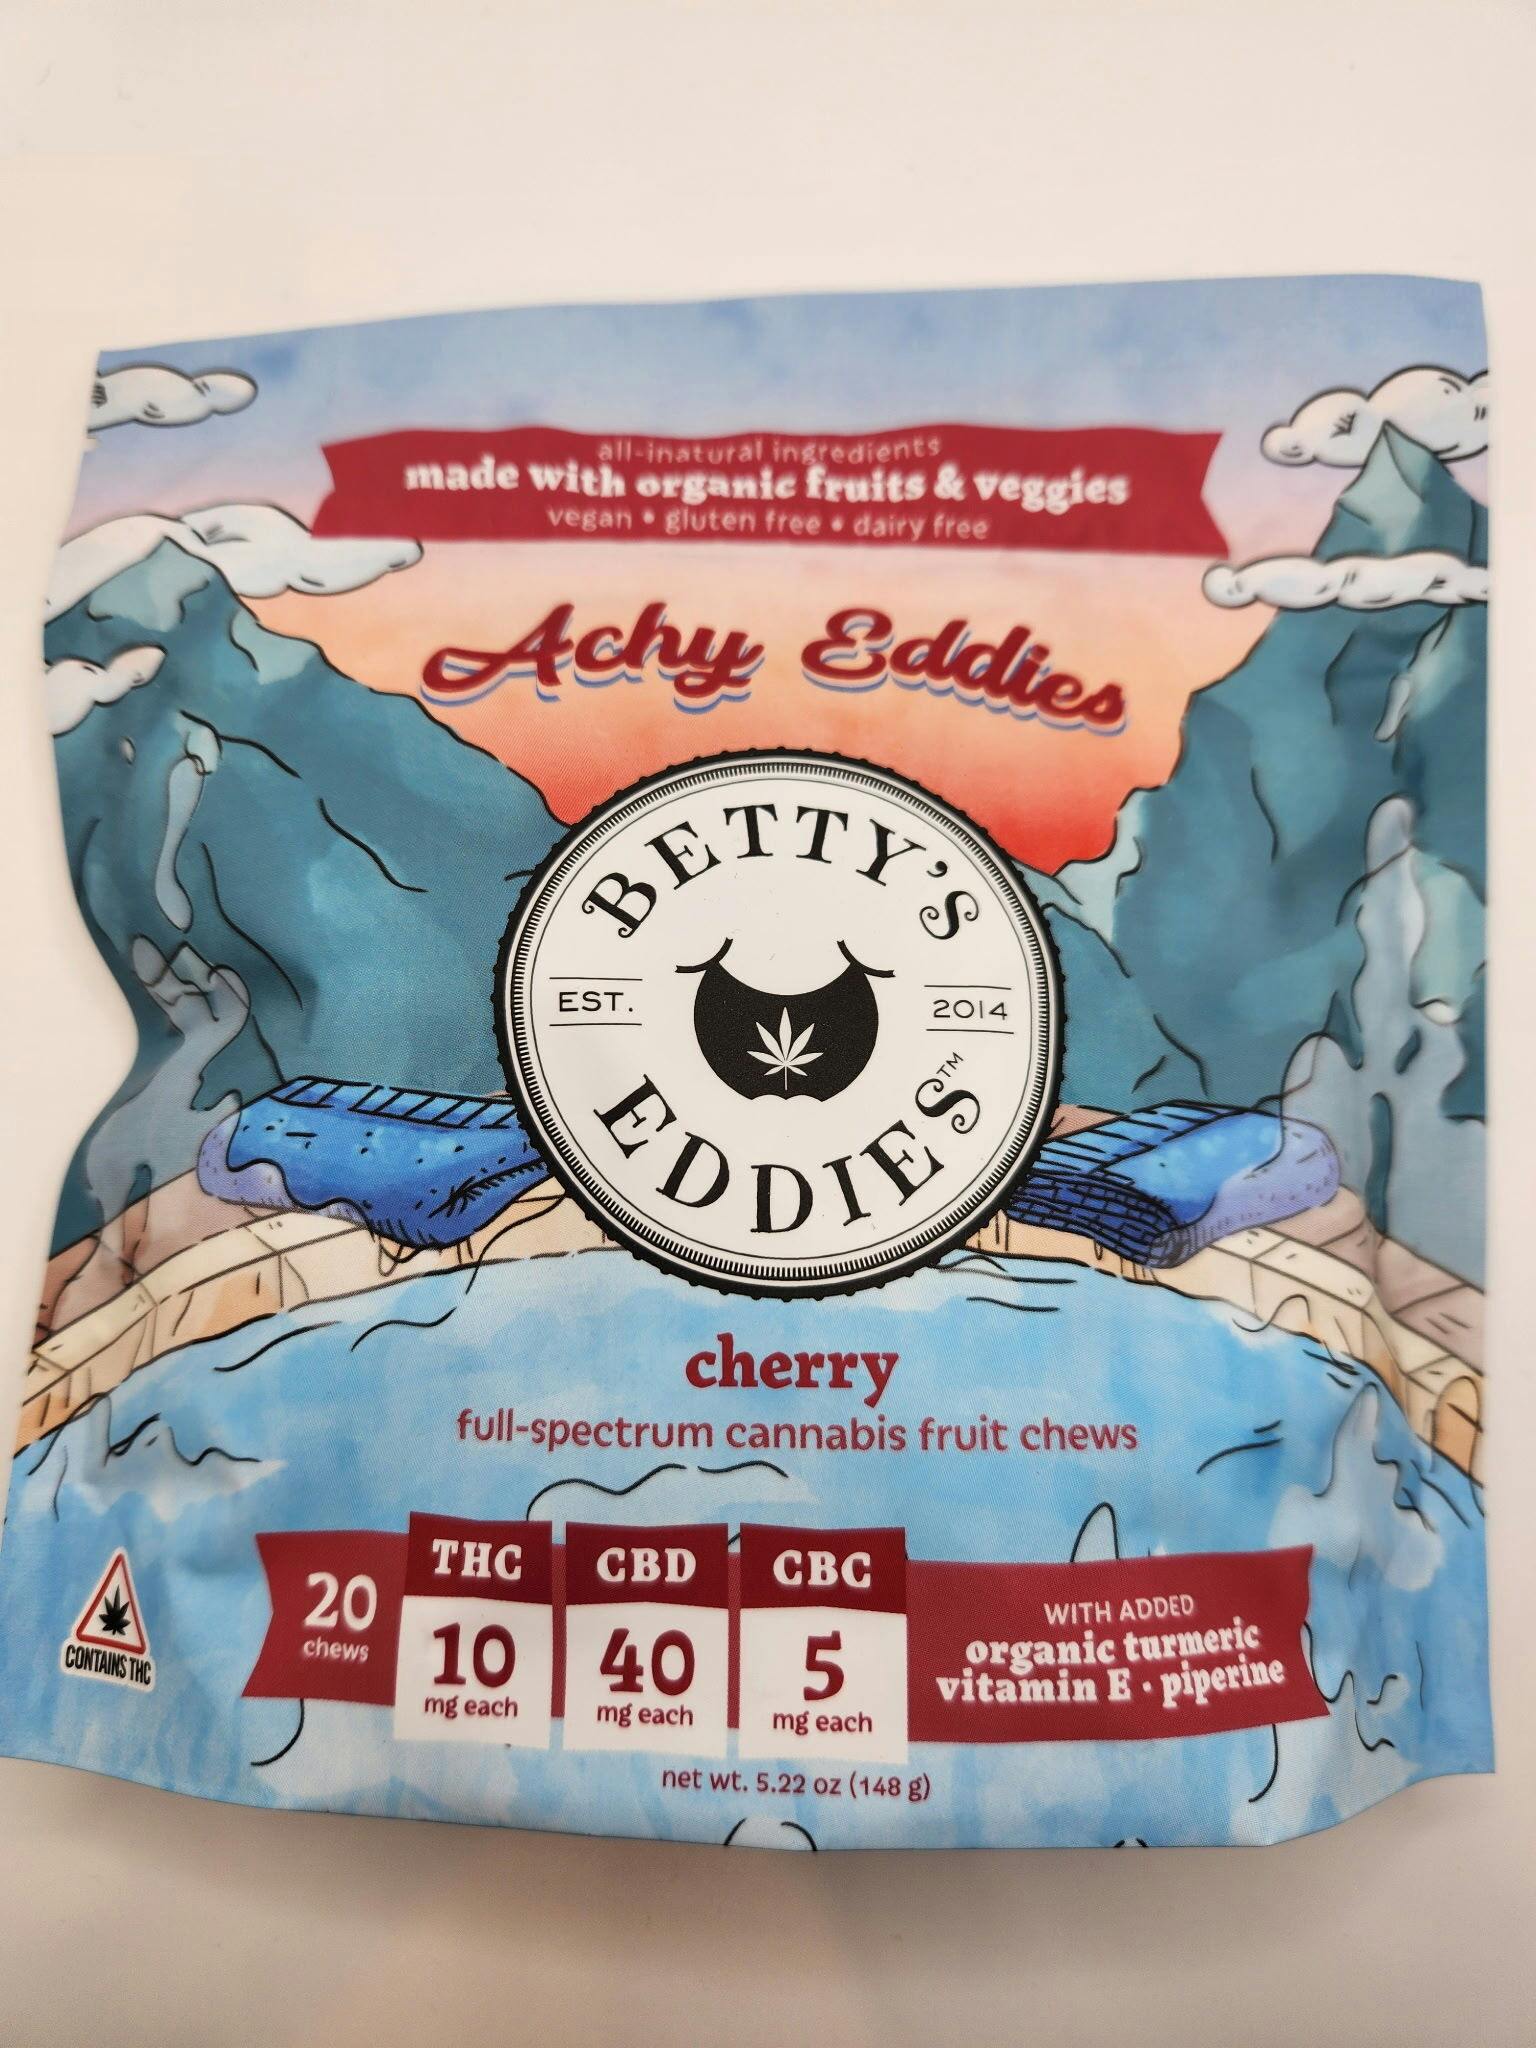 all-natural ingredients
made with organic fruits & veggies
vegan • gluten free • dairy free
Achy Eddies
BETTY'S
EST. 2014
EDDIES™
cherry
full-spectrum cannabis fruit chews
20
chews
THC
10
mg each
CBD
40
mg each
CBC
5
mg each
WITH ADDED
organic turmeric
vitamin E • piperine
CONTAINS THC
net wt. 5.22 oz (148 g)